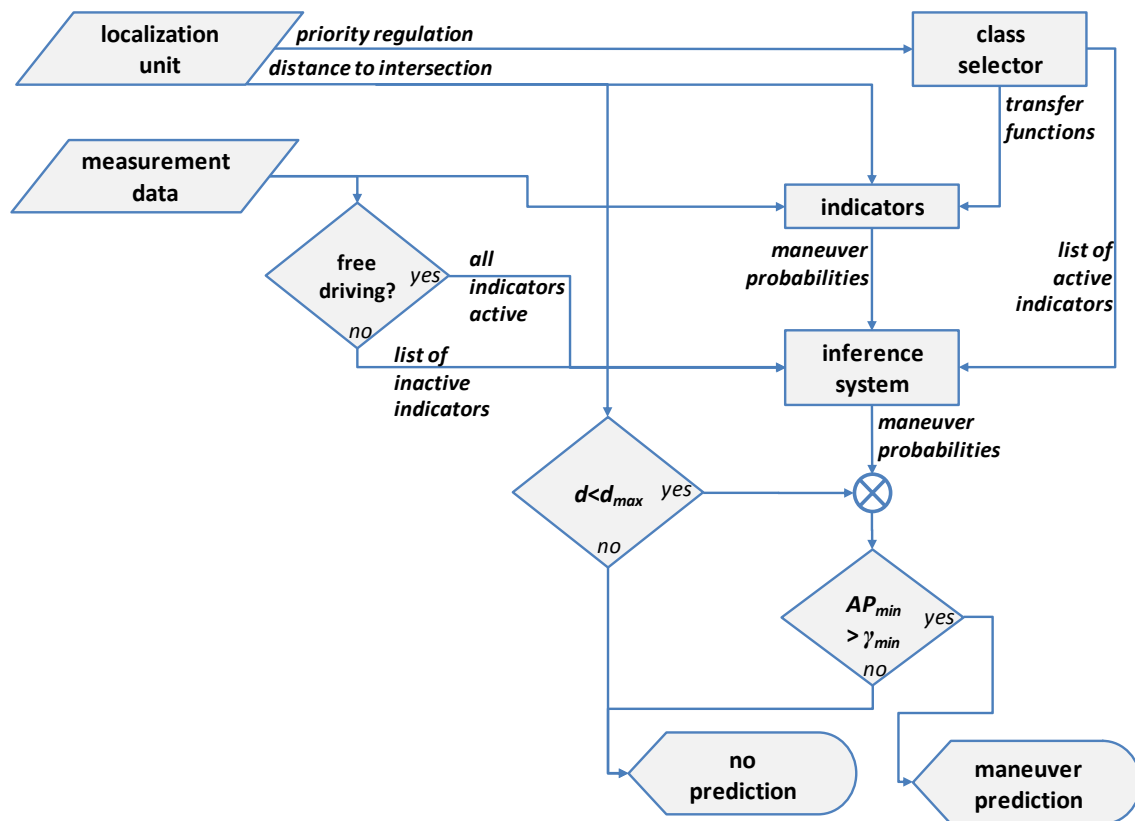 localization
unit
priority regulation
distance to intersection
class
selector
transfer
functions
measurement
data
indicators
free
driving?
yes
no
all
indicators
active
maneuver
probabilities
list of
active
indicators
list of
inactive
indicators
inference
system
maneuver
probabilities
d<dmax
yes
no
APmin
> γmin
yes
no
no
prediction
maneuver
prediction